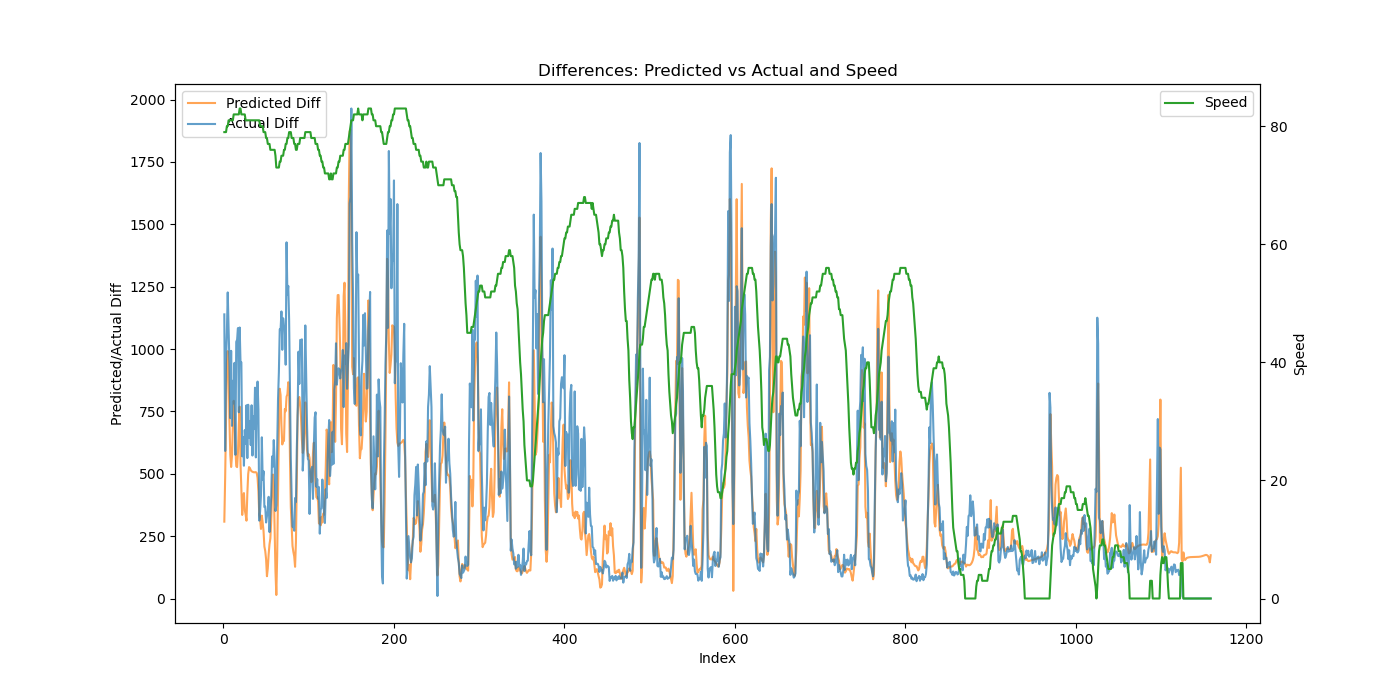 Differences: Predicted vs Actual and Speed
Predicted Diff
Actual Diff
Speed
2000
1750
1500
1250
1000
750
500
250
0
Predicted/Actual Diff
80
60
40
20
0
Speed
0 200 400 600 800 1000 1200
Index